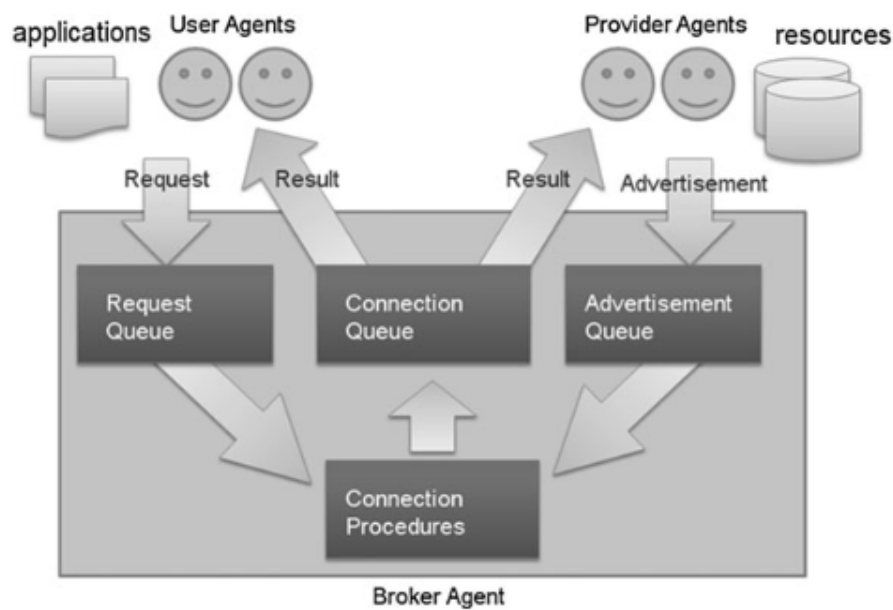 applications
User Agents
Provider Agents
resources
Request
Result
Result
Advertisement
Request
Queue
Connection
Queue
Advertisement
Queue
Connection
Procedures
Broker Agent